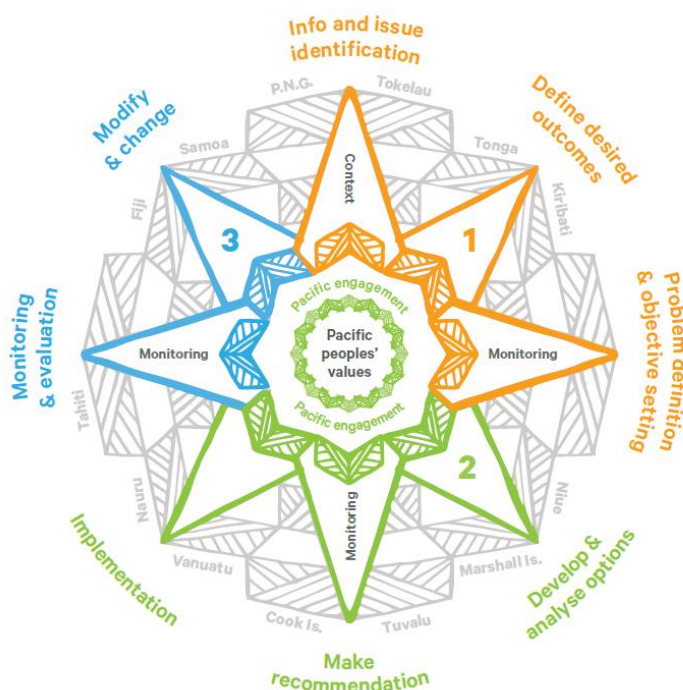 Info and issue
identification
Define desired
outcomes
Problem definition
& objective setting
Develop &
analyse options
Make
recommendation
Implementation
Monitoring
& evaluation
Modify
& change
P.N.G.
Tokelau
Tonga
Kiribati
Niue
Marshall Is.
Tuvalu
Cook Is.
Vanuatu
Nauru
Tahiti
Fiji
Samoa
Context
1
Monitoring
2
Monitoring
Monitoring
3
Pacific engagement
Pacific
peoples’
values
Pacific engagement